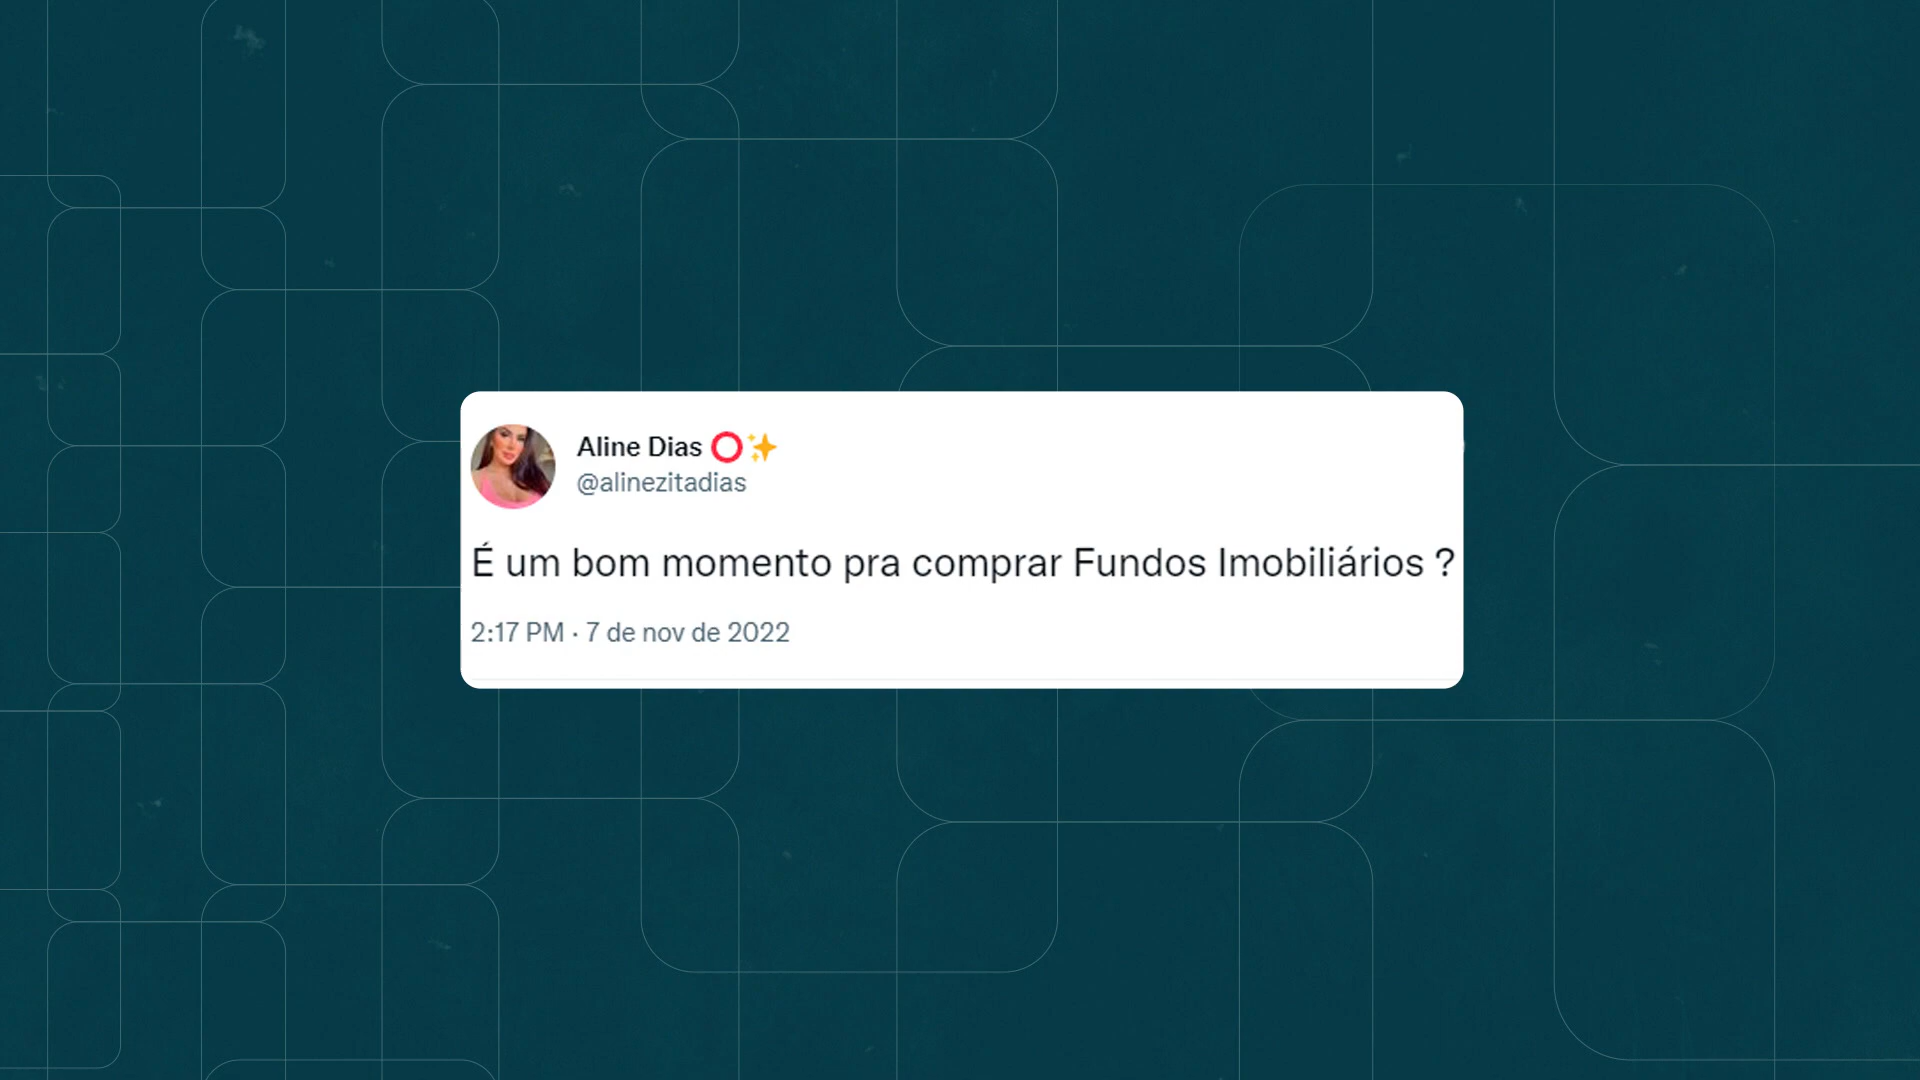 Aline Dias ⭕✨
@alinezitadias
É um bom momento pra comprar Fundos Imobiliários ?
2:17 PM · 7 de nov de 2022